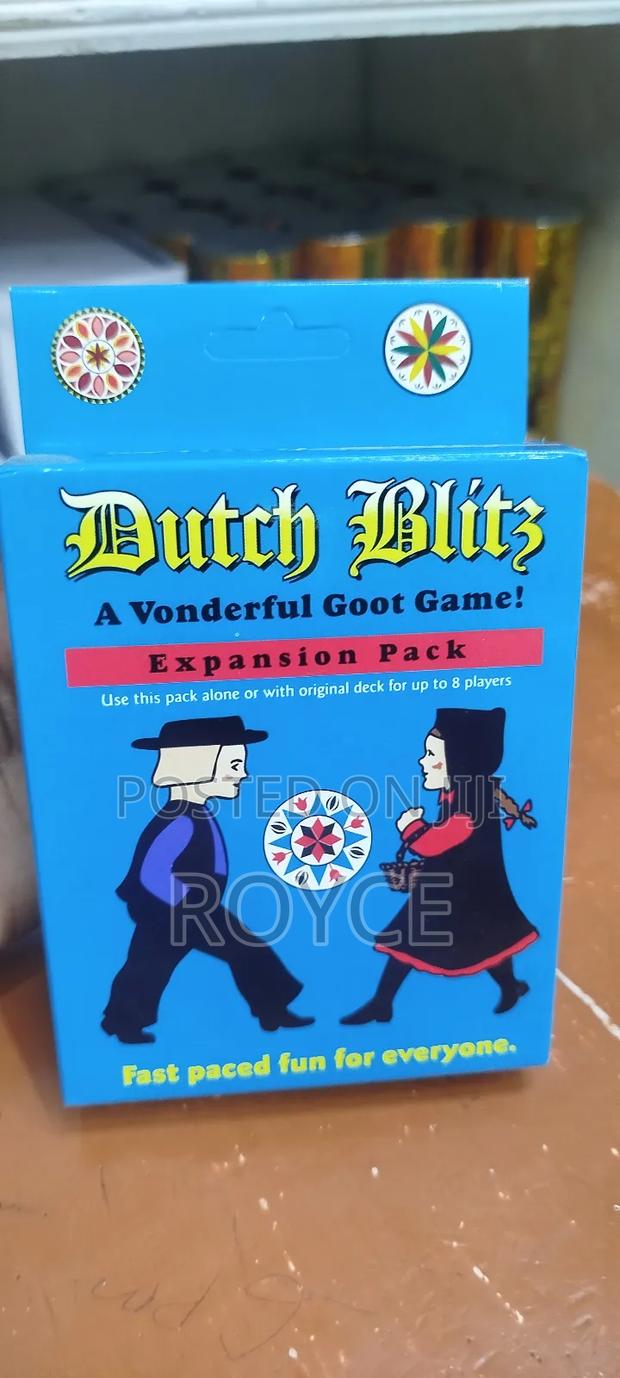 Dutch Blitz
A Vonderful Goot Game!
Expansion Pack
Use this pack alone or with original deck for up to 8 players
POSTED ON JIJI
ROYCE
Fast paced fun for everyone.